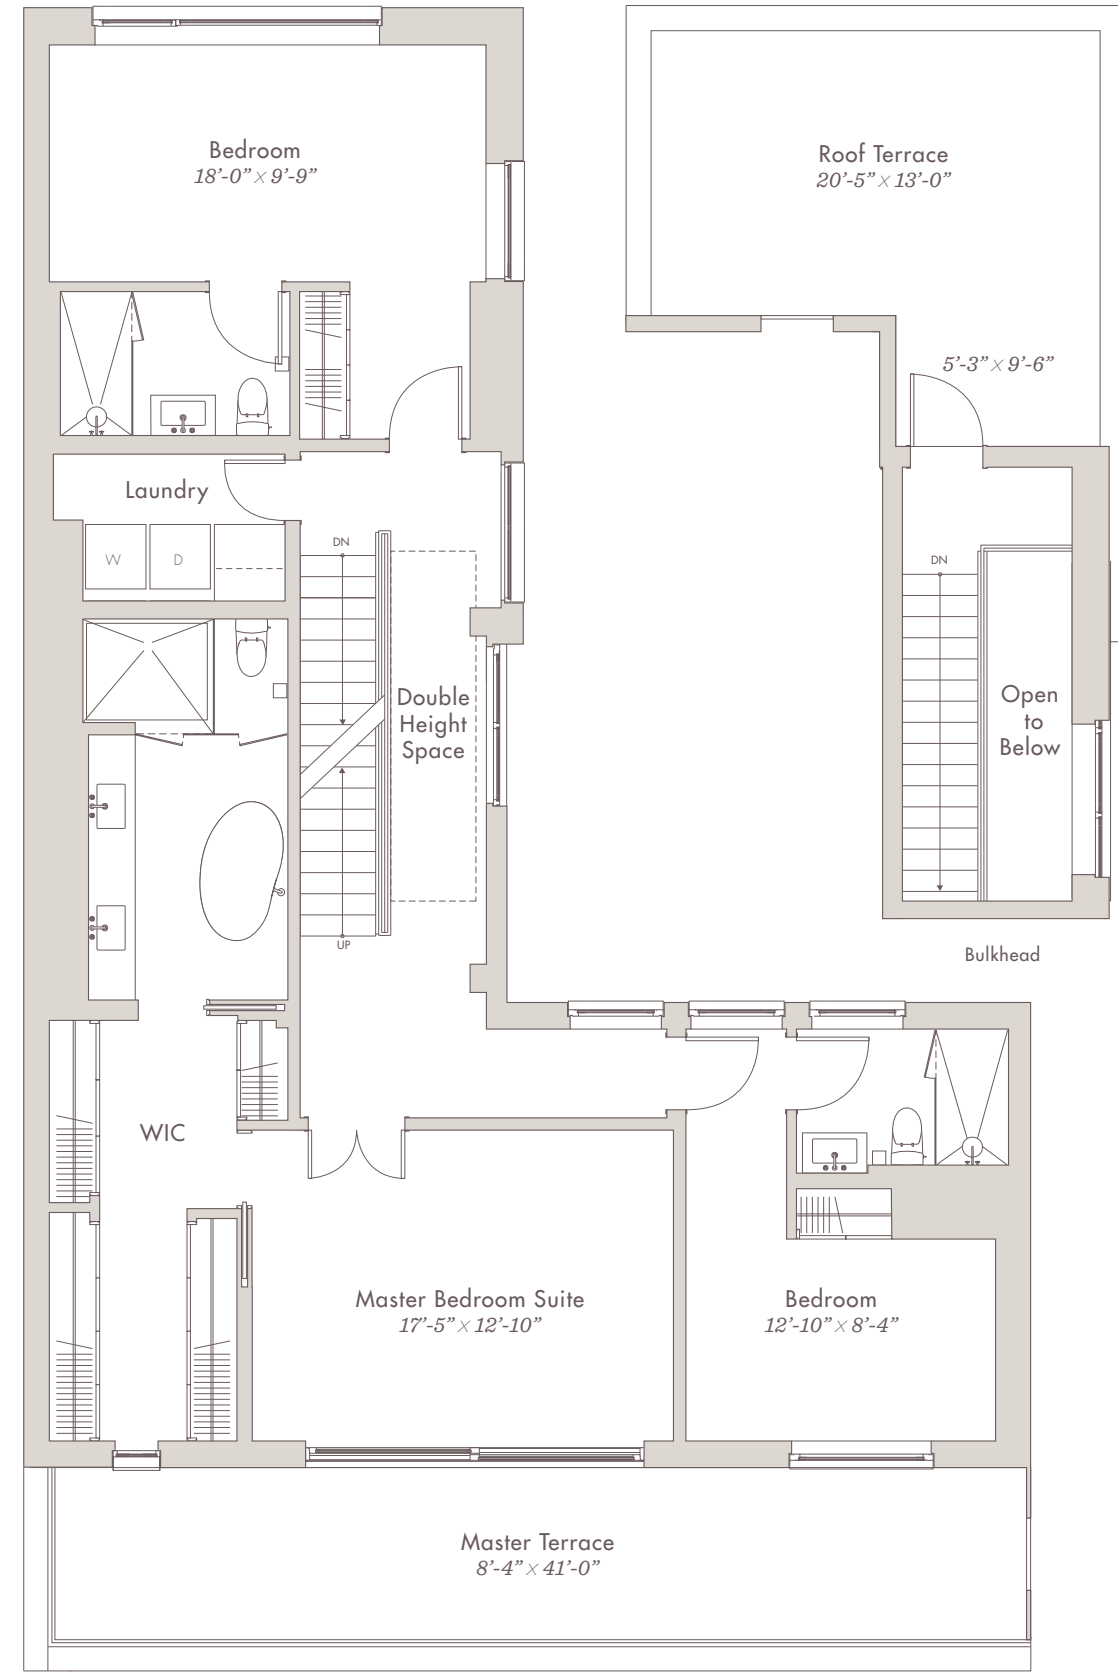 Bedroom
18’-0” × 9’-9”
Roof Terrace
20’-5” × 13’-0”
5’-3” × 9’-6”
Laundry
W
D
DN
DN
Double
Height
Space
Open
to
Below
UP
Bulkhead
WIC
Master Bedroom Suite
17’-5” × 12’-10”
Bedroom
12’-10” × 8’-4”
Master Terrace
8’-4” × 41’-0”